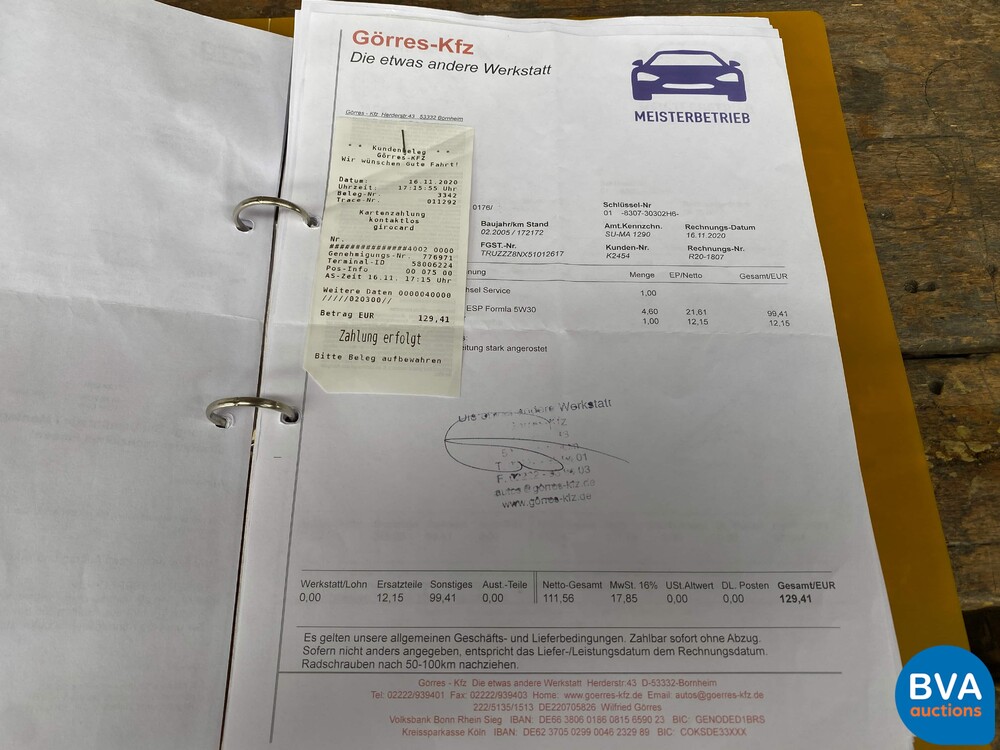 Görres-Kfz
Die etwas andere Werkstatt
MEISTERBETRIEB
Görres - Kfz Herderstr.43 53332 Bornheim
* * Kundenbeleg * *
Görres-KFZ
Wir wünschen Gute Fahrt!
Datum: 16.11.2020
Uhrzeit: 17:15:55 Uhr
Beleg-Nr. 3342
Trace-Nr. 011292
Kartenzahlung
kontaktlos
girocard
Nr.
###############4002 0000
Genehmigungs-Nr. 776971
Terminal-ID 58006224
Pos-Info 00 075 00
AS-Zeit 16.11. 17:15 Uhr
Weitere Daten 0000040000
/////020300//
Betrag EUR 129,41
Zahlung erfolgt
Bitte Beleg aufbewahren
0176/
Schlüssel-Nr
01 -8307-30302H6-
Baujahr/km Stand Amt.Kennzchn. Rechnungs-Datum
02.2005 / 172172 SU-MA 1290 16.11.2020
FGST.-Nr. Kunden-Nr. Rechnungs-Nr.
TRUZZZ8NX51012617 K2454 R20-1807
nung Menge EP/Netto Gesamt/EUR
hsel Service 1,00
ESP Formla 5W30 4,60 21,61 99,41
1,00 12,15 12,15
s:
eitung stark angerostet
andere Werkstatt
autos@görres-kfz.de
www.görres-kfz.de
Werkstatt/Lohn Ersatzteile Sonstiges Aust.-Teile Netto-Gesamt MwSt. 16% USt.Altwert DL. Posten Gesamt/EUR
0,00 12,15 99,41 0,00 111,56 17,85 0,00 0,00 129,41
Es gelten unsere allgemeinen Geschäfts- und Lieferbedingungen. Zahlbar sofort ohne Abzug.
Sofern nicht anders angegeben, entspricht das Liefer-/Leistungsdatum dem Rechnungsdatum.
Radschrauben nach 50-100km nachziehen.
Görres - Kfz Die etwas andere Werkstatt Herderstr.43 D-53332-Bornheim
Tel: 02222/939401 Fax: 02222/939403 Home: www.goerres-kfz.de Email: autos@goerres-kfz.de
222/5135/1513 DE220705826 Wilfried Görres
Volksbank Bonn Rhein Sieg IBAN: DE66 3806 0186 0815 6590 23 BIC: GENODED1BRS
Kreissparkasse Köln IBAN: DE62 3705 0299 0046 2329 89 BIC: COKSDE33XXX
BVA
auctions